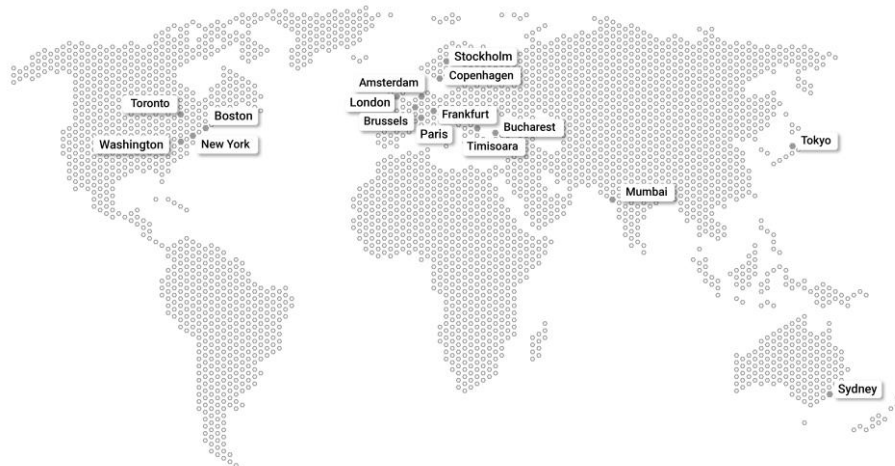 Stockholm
Copenhagen
Amsterdam
London
Toronto
Boston
Brussels
Frankfurt
Paris
Bucharest
Washington
New York
Timisoara
Tokyo
Mumbai
Sydney